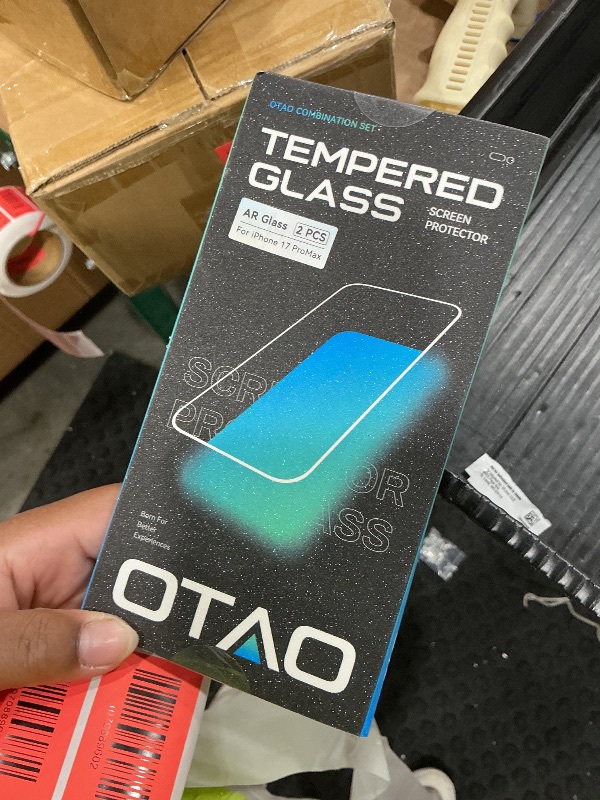 OTAO COMBINATION SET
TEMPERED
GLASS
SCREEN
PROTECTOR
AR Glass 2 PCS
For iPhone 17 ProMax
Born For
Better
Experiences
OTAO